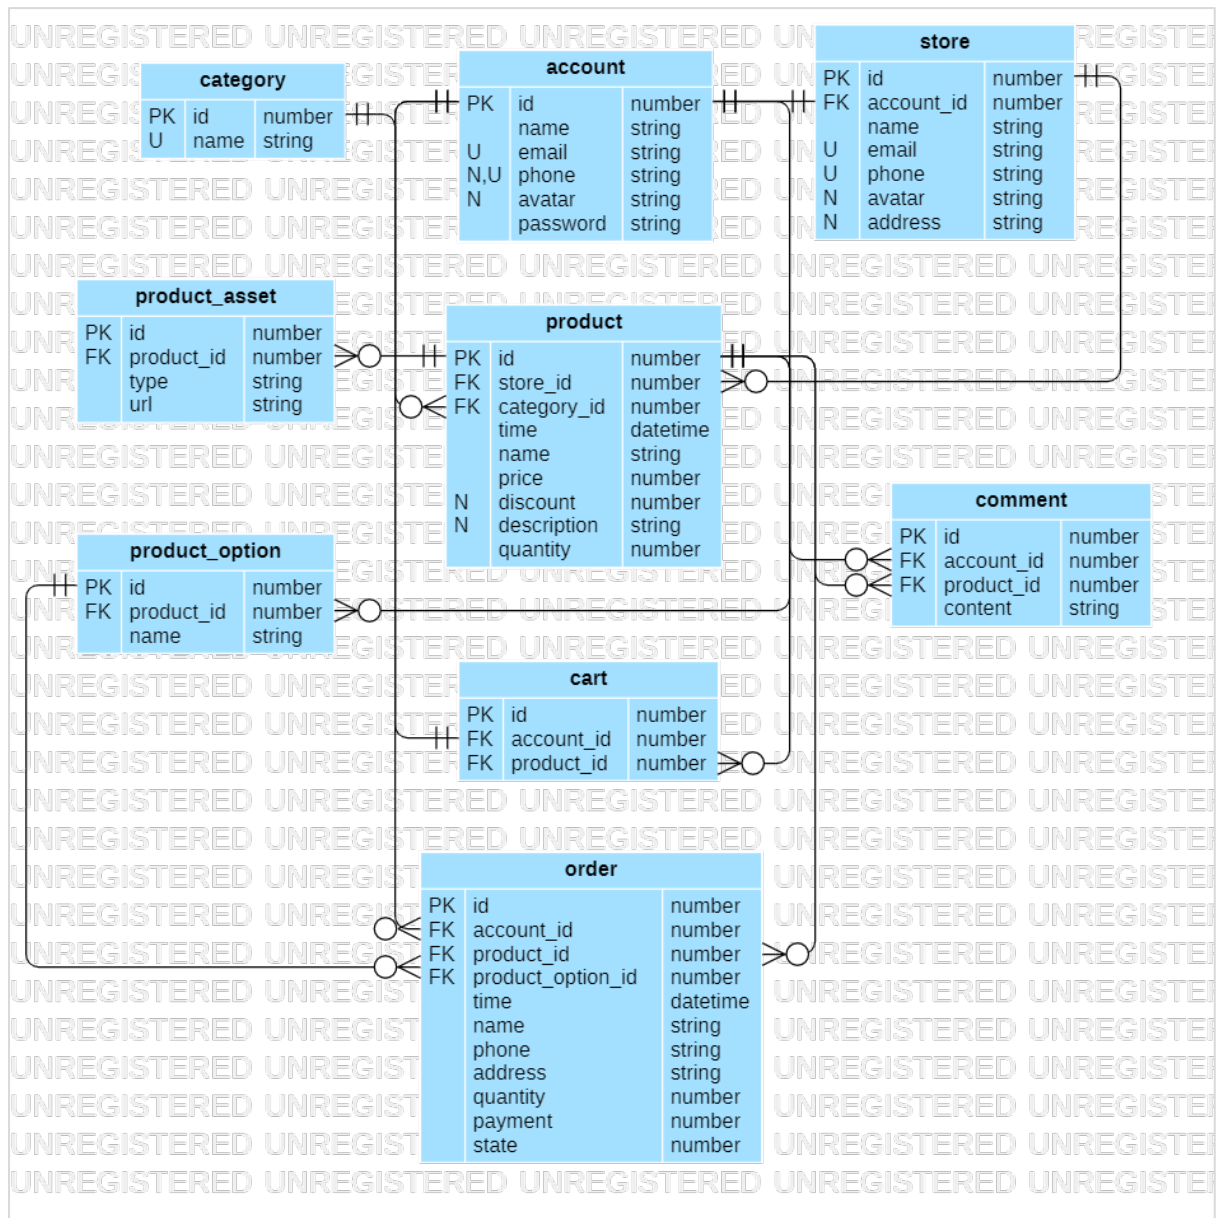 UNREGISTERED UNREGISTERED UNREGISTERED UNREGISTERED UNREGISTERED
category
PK id number
U name string
account
PK id number
name string
U email string
N,U phone string
N avatar string
password string
store
PK id number
FK account_id number
name string
U email string
U phone string
N avatar string
N address string
product_asset
PK id number
FK product_id number
type string
url string
product
PK id number
FK store_id number
FK category_id number
time datetime
name string
price number
N discount number
N description string
quantity number
comment
PK id number
FK account_id number
FK product_id number
content string
product_option
PK id number
FK product_id number
name string
cart
PK id number
FK account_id number
FK product_id number
order
PK id number
FK account_id number
FK product_id number
FK product_option_id number
time datetime
name string
phone string
address string
quantity number
payment number
state number